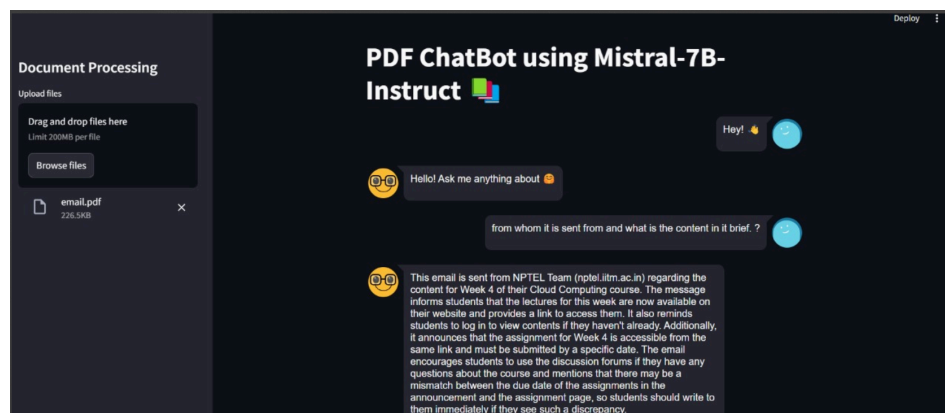 Deploy
Document Processing
Upload files
Drag and drop files here
Limit 200MB per file
Browse files
email.pdf
226.5KB
PDF ChatBot using Mistral-7B-
Instruct
Hey!
Hello! Ask me anything about
from whom it is sent from and what is the content in it brief. ?
This email is sent from NPTEL Team (nptel.iitm.ac.in) regarding the
content for Week 4 of their Cloud Computing course. The message
informs students that the lectures for this week are now available on
their website and provides a link to access them. It also reminds
students to log in to view contents if they haven't already. Additionally,
it announces that the assignment for Week 4 is accessible from the
same link and must be submitted by a specific date. The email
encourages students to use the discussion forums if they have any
questions about the course and mentions that there may be a
mismatch between the due date of the assignments in the
announcement and the assignment page, so students should write to
them immediately if they see such a discrepancy.